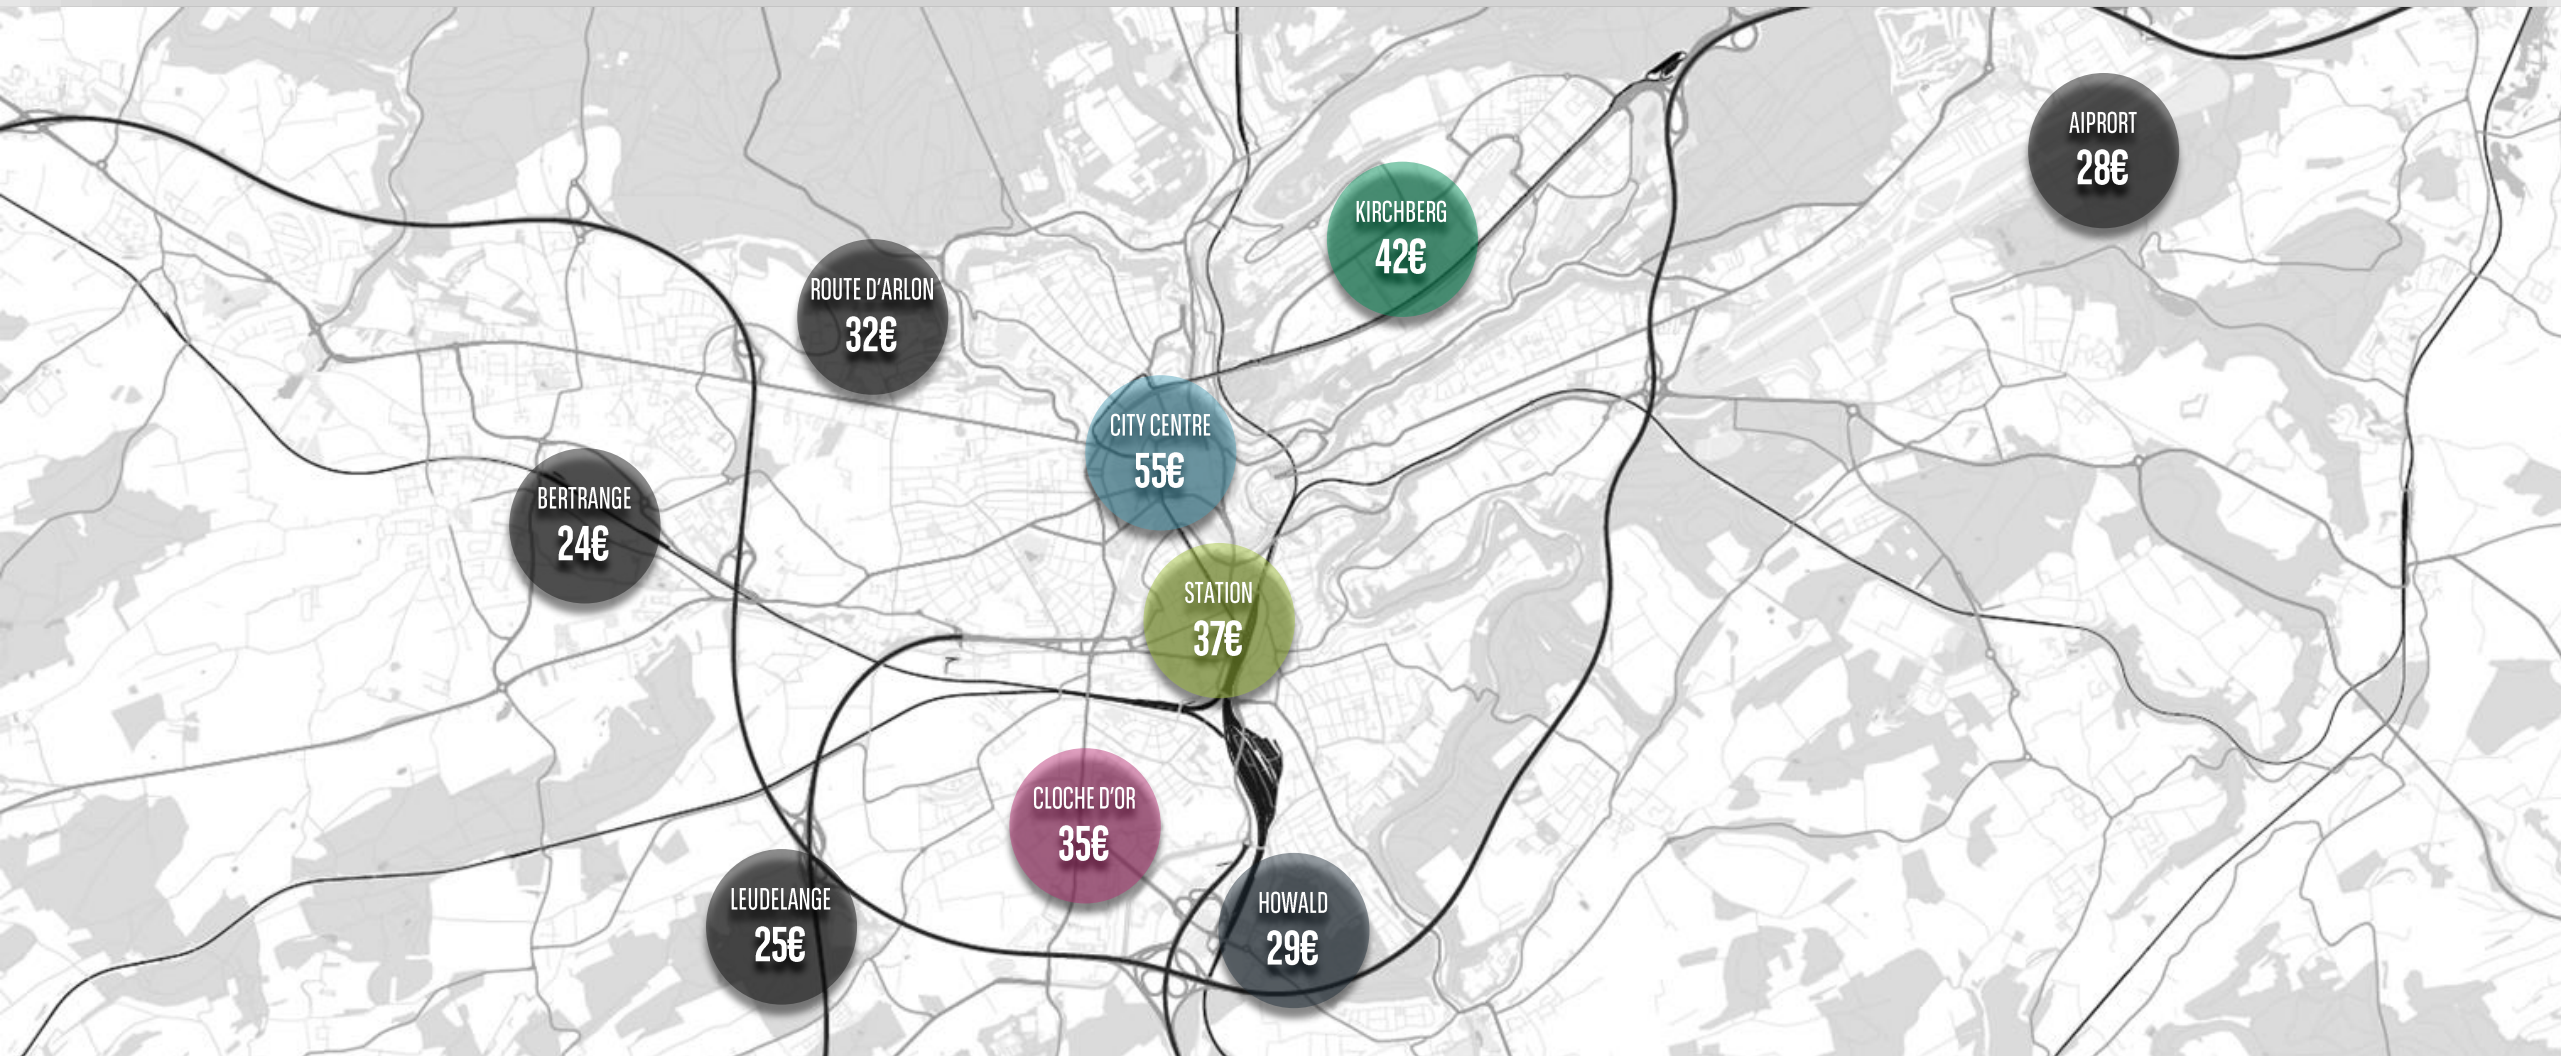 AIPRORT
28€
KIRCHBERG
42€
ROUTE D'ARLON
32€
CITY CENTRE
55€
BERTRANGE
24€
STATION
37€
CLOCHE D'OR
35€
LEUDELANGE
25€
HOWALD
29€